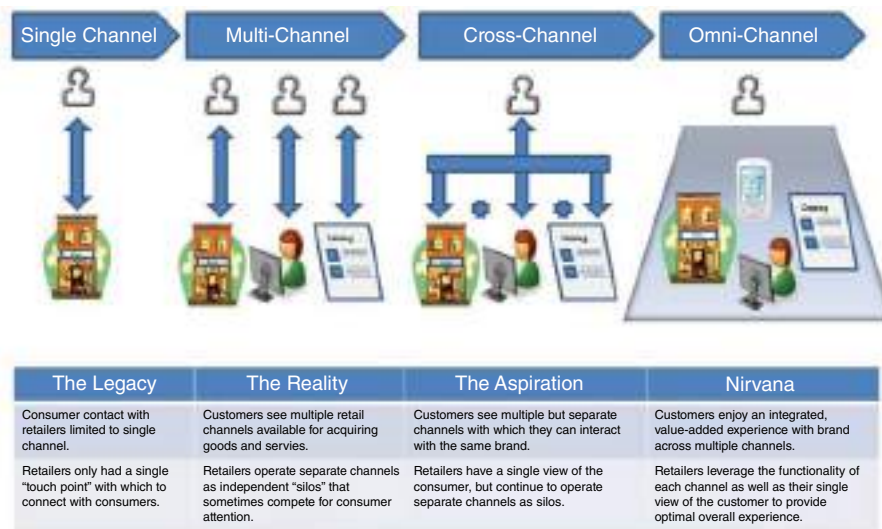 Single Channel
Multi-Channel
Cross-Channel
Omni-Channel
Catalog
Catalog
Catalog
The Legacy
The Reality
The Aspiration
Nirvana
Consumer contact with
retailers limited to single
channel.
Customers see multiple retail
channels available for acquiring
goods and servies.
Customers see multiple but separate
channels with which they can interact
with the same brand.
Customers enjoy an integrated,
value-added experience with brand
across multiple channels.
Retailers only had a single
“touch point” with which to
connect with consumers.
Retailers operate separate channels
as independent “silos” that
sometimes compete for consumer
attention.
Retailers have a single view of the
consumer, but continue to operate
separate channels as silos.
Retailers leverage the functionality of
each channel as well as their single
view of the customer to provide
optimal overall experience.